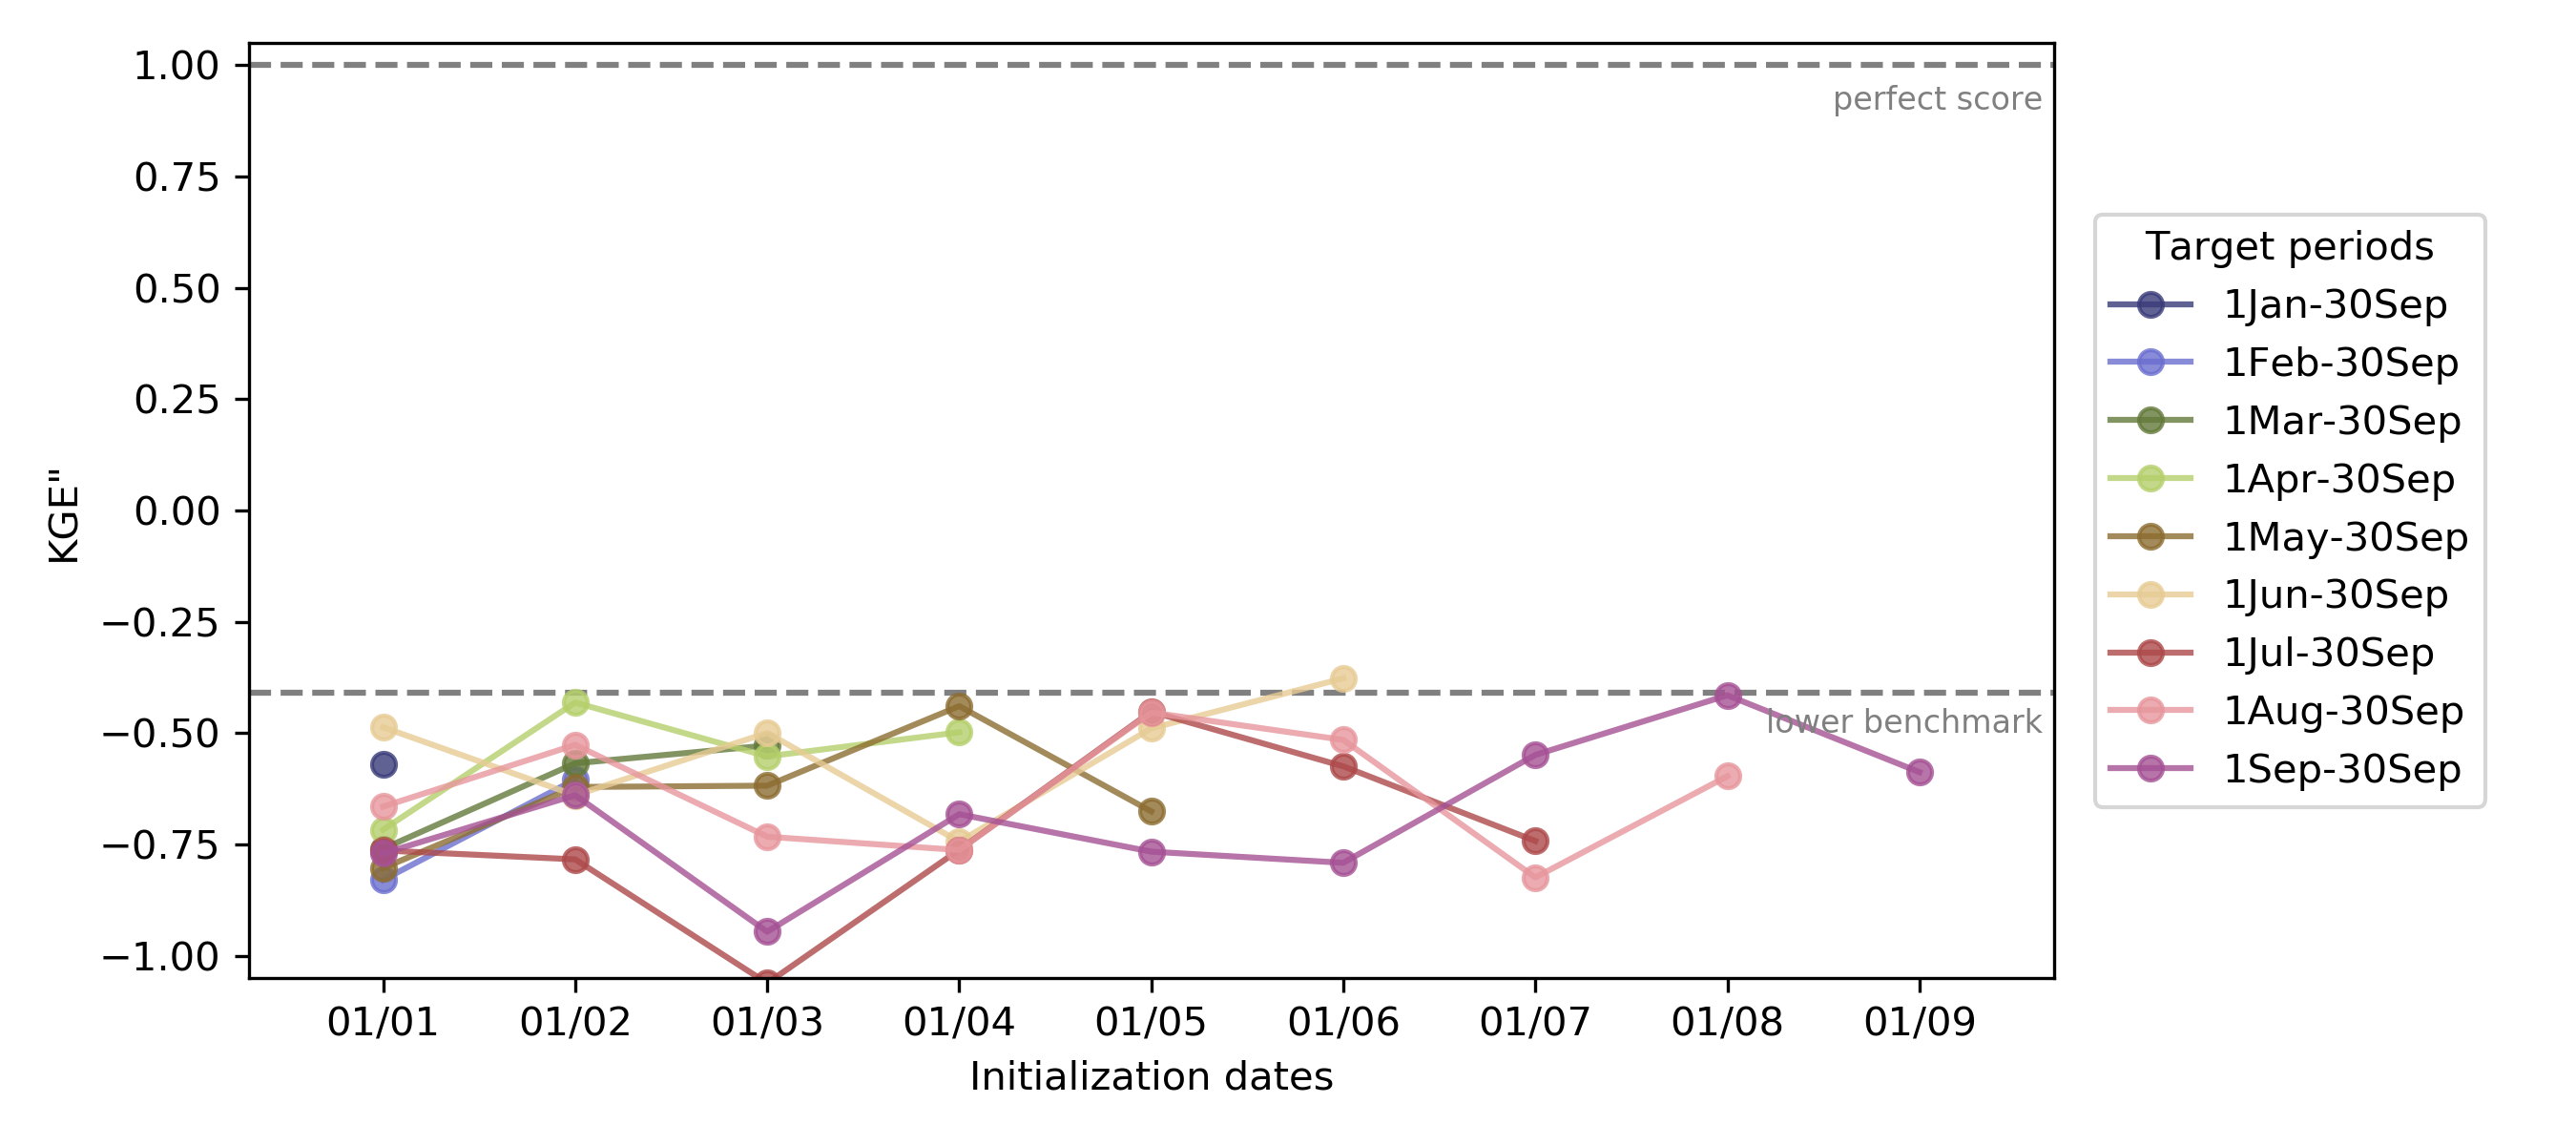 1.00
0.75
0.50
0.25
0.00
−0.25
−0.50
−0.75
−1.00
KGE"
perfect score
lower benchmark
01/01 01/02 01/03 01/04 01/05 01/06 01/07 01/08 01/09
Initialization dates
Target periods
1Jan-30Sep
1Feb-30Sep
1Mar-30Sep
1Apr-30Sep
1May-30Sep
1Jun-30Sep
1Jul-30Sep
1Aug-30Sep
1Sep-30Sep